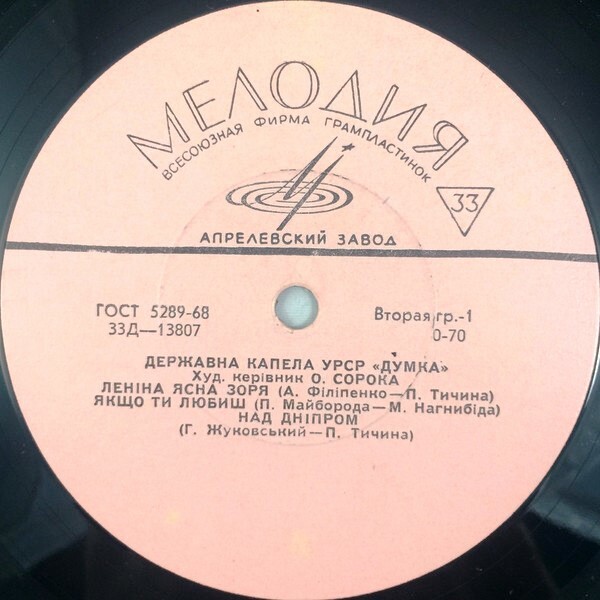 МЕЛОДИЯ
ВСЕСОЮЗНАЯ ФИРМА ГРАМПЛАСТИНОК
33
АПРЕЛЕВСКИЙ ЗАВОД
ГОСТ 5289-68
33Д—13807
Вторая гр.-1
0-70
ДЕРЖАВНА КАПЕЛА УРСР «ДУМКА»
Худ. керівник О. СОРОКА
ЛЕНІНА ЯСНА ЗОРЯ (А. Філіпенко—П. Тичина)
ЯКЩО ТИ ЛЮБИШ (П. Майборода—М. Нагнибіда)
НАД ДНІПРОМ
(Г. Жуковський—П. Тичина)